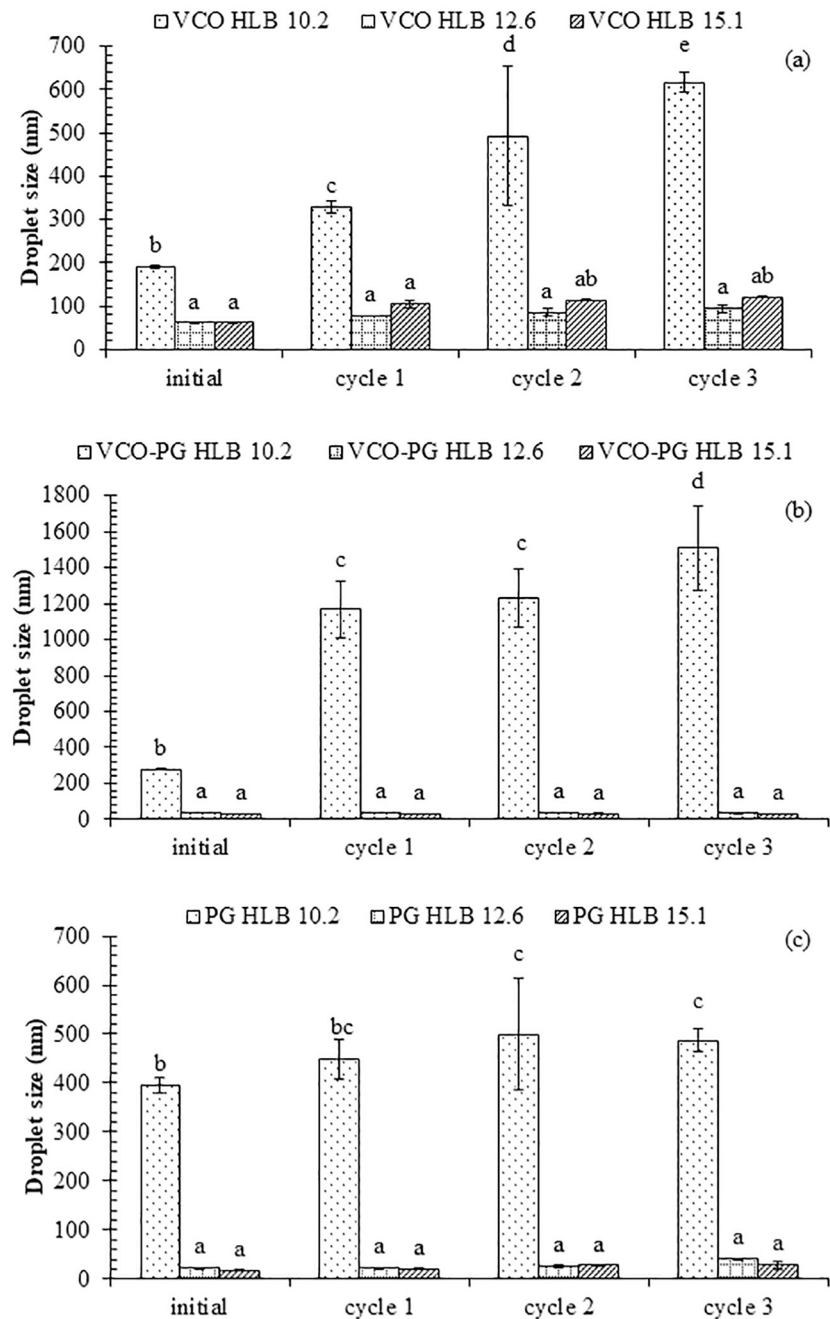 VCO HLB 10.2 VCO HLB 12.6 VCO HLB 15.1
(a)
Droplet size (nm)
700
600
500
400
300
200
100
0
b a a
c a a
d a ab
e a ab
initial cycle 1 cycle 2 cycle 3
VCO-PG HLB 10.2 VCO-PG HLB 12.6 VCO-PG HLB 15.1
(b)
Droplet size (nm)
1800
1600
1400
1200
1000
800
600
400
200
0
b a a
c a a
c a a
d a a
initial cycle 1 cycle 2 cycle 3
PG HLB 10.2 PG HLB 12.6 PG HLB 15.1
(c)
Droplet size (nm)
700
600
500
400
300
200
100
0
b a a
bc a a
c a a
c a a
initial cycle 1 cycle 2 cycle 3